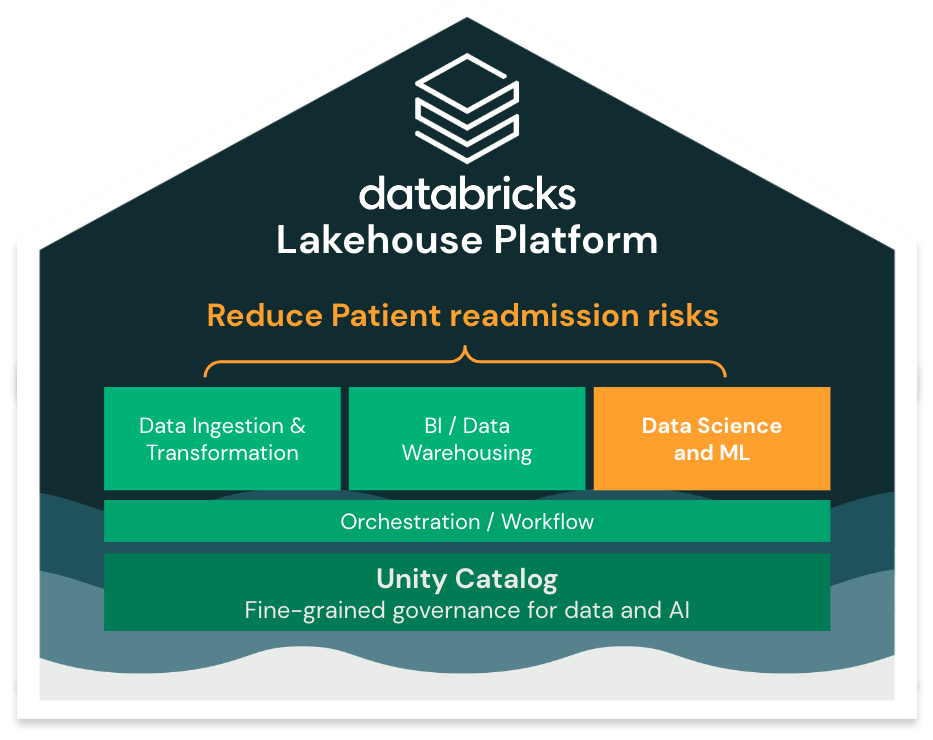 databricks
Lakehouse Platform
Reduce Patient readmission risks
Data Ingestion &
Transformation
BI / Data
Warehousing
Data Science
and ML
Orchestration / Workflow
Unity Catalog
Fine-grained governance for data and AI